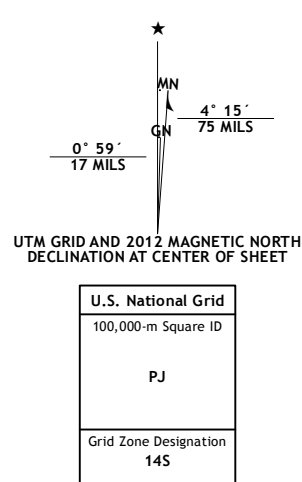 ★
MN
4° 15´
75 MILS
GN
0° 59´
17 MILS
UTM GRID AND 2012 MAGNETIC NORTH
DECLINATION AT CENTER OF SHEET
U.S. National Grid
100,000-m Square ID
PJ
Grid Zone Designation
14S